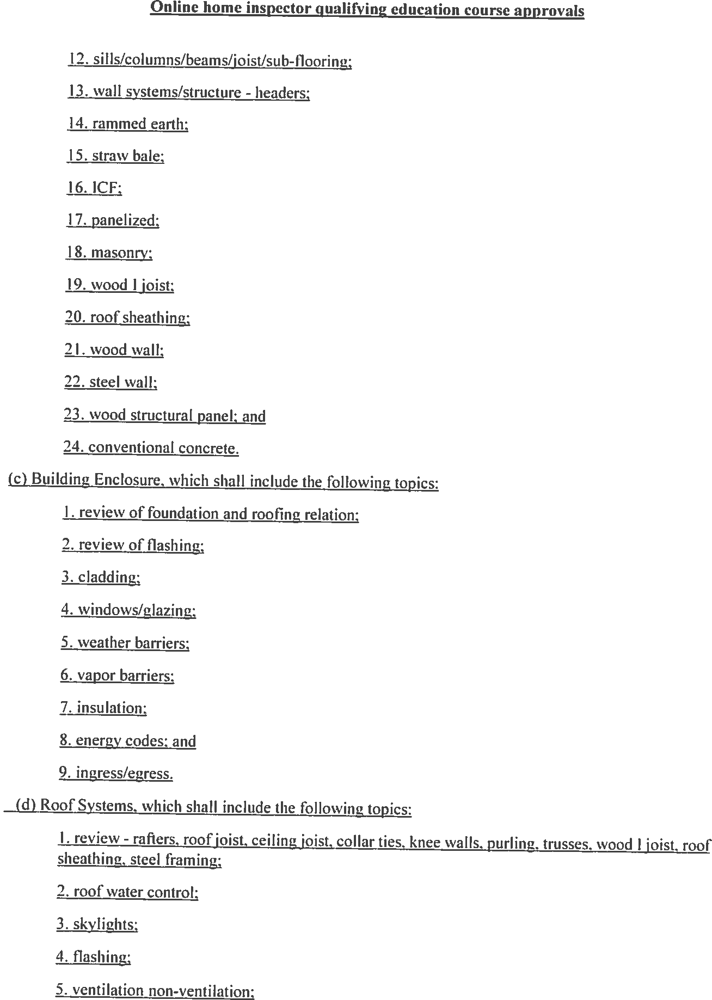 Online home inspector qualifying education course approvals
12. sills/columns/beams/joist/sub-flooring;
13. wall systems/structure - headers;
14. rammed earth;
15. straw bale;
16. ICF;
17. panelized;
18. masonry;
19. wood I joist;
20. roof sheathing;
21. wood wall;
22. steel wall;
23. wood structural panel; and
24. conventional concrete.
(c) Building Enclosure, which shall include the following topics:
1. review of foundation and roofing relation;
2. review of flashing;
3. cladding;
4. windows/glazing;
5. weather barriers;
6. vapor barriers;
7. insulation;
8. energy codes; and
9. ingress/egress.
(d) Roof Systems, which shall include the following topics:
1. review - rafters, roof joist, ceiling joist, collar ties, knee walls, purling, trusses, wood I joist, roof
sheathing, steel framing;
2. roof water control;
3. skylights;
4. flashing;
5. ventilation non-ventilation;